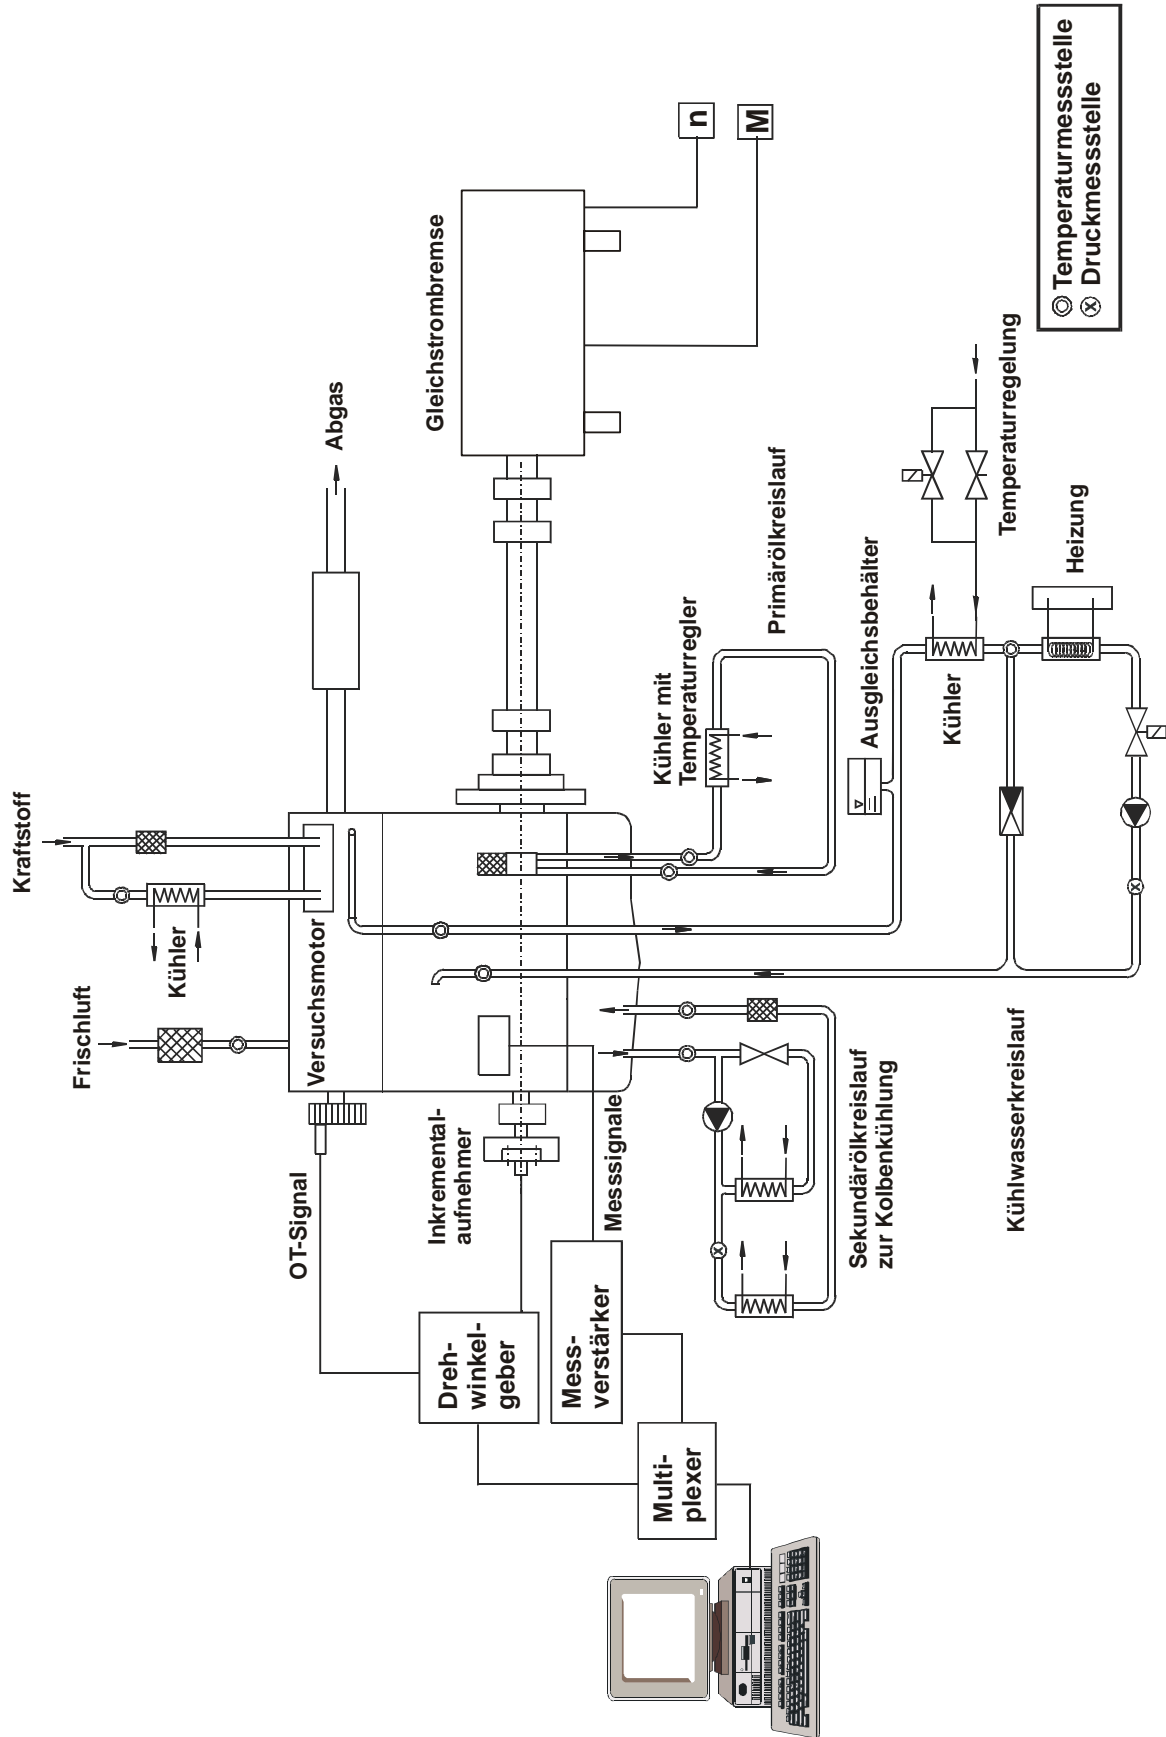 Kraftstoff
Kühler
Frischluft
Versuchsmotor
Abgas
Gleichstrombremse
n
M
OT-Signal
Inkremental-
aufnehmer
Messsignale
Dreh-
winkel-
geber
Mess-
verstärker
Multi-
plexer
Kühler mit
Temperaturregler
Primärölkreislauf
Sekundärölkreislauf
zur Kolbenkühlung
Ausgleichsbehälter
Kühler
Temperaturregelung
Heizung
Kühlwasserkreislauf
Temperaturmessstelle
x Druckmessstelle
x
x